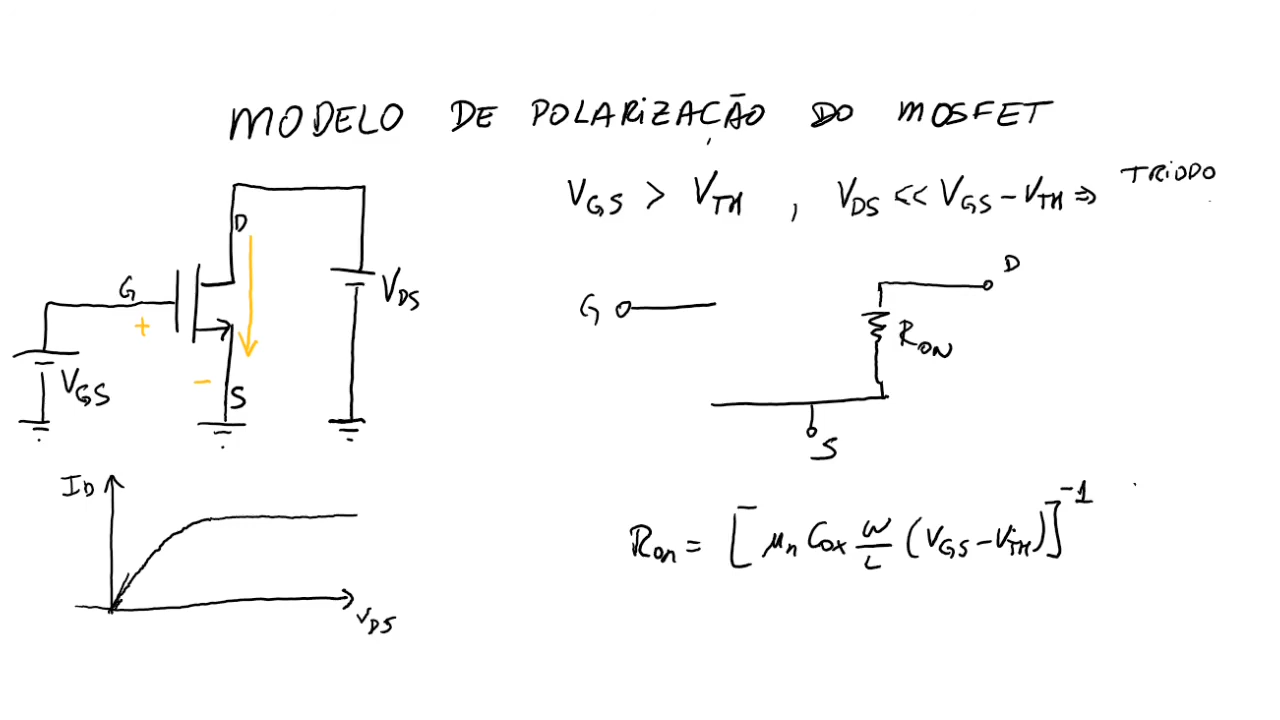 MODELO DE POLARIZAÇÃO DO MOSFET
VGS > VTH , VDS << VGS - VTH ⇒ TRIODO
D
G
+
VDS
VGS
-
S
G
D
RON
S
ID
VDS
Ron = [ μn Cox W/L (VGS - VTH) ]^-1